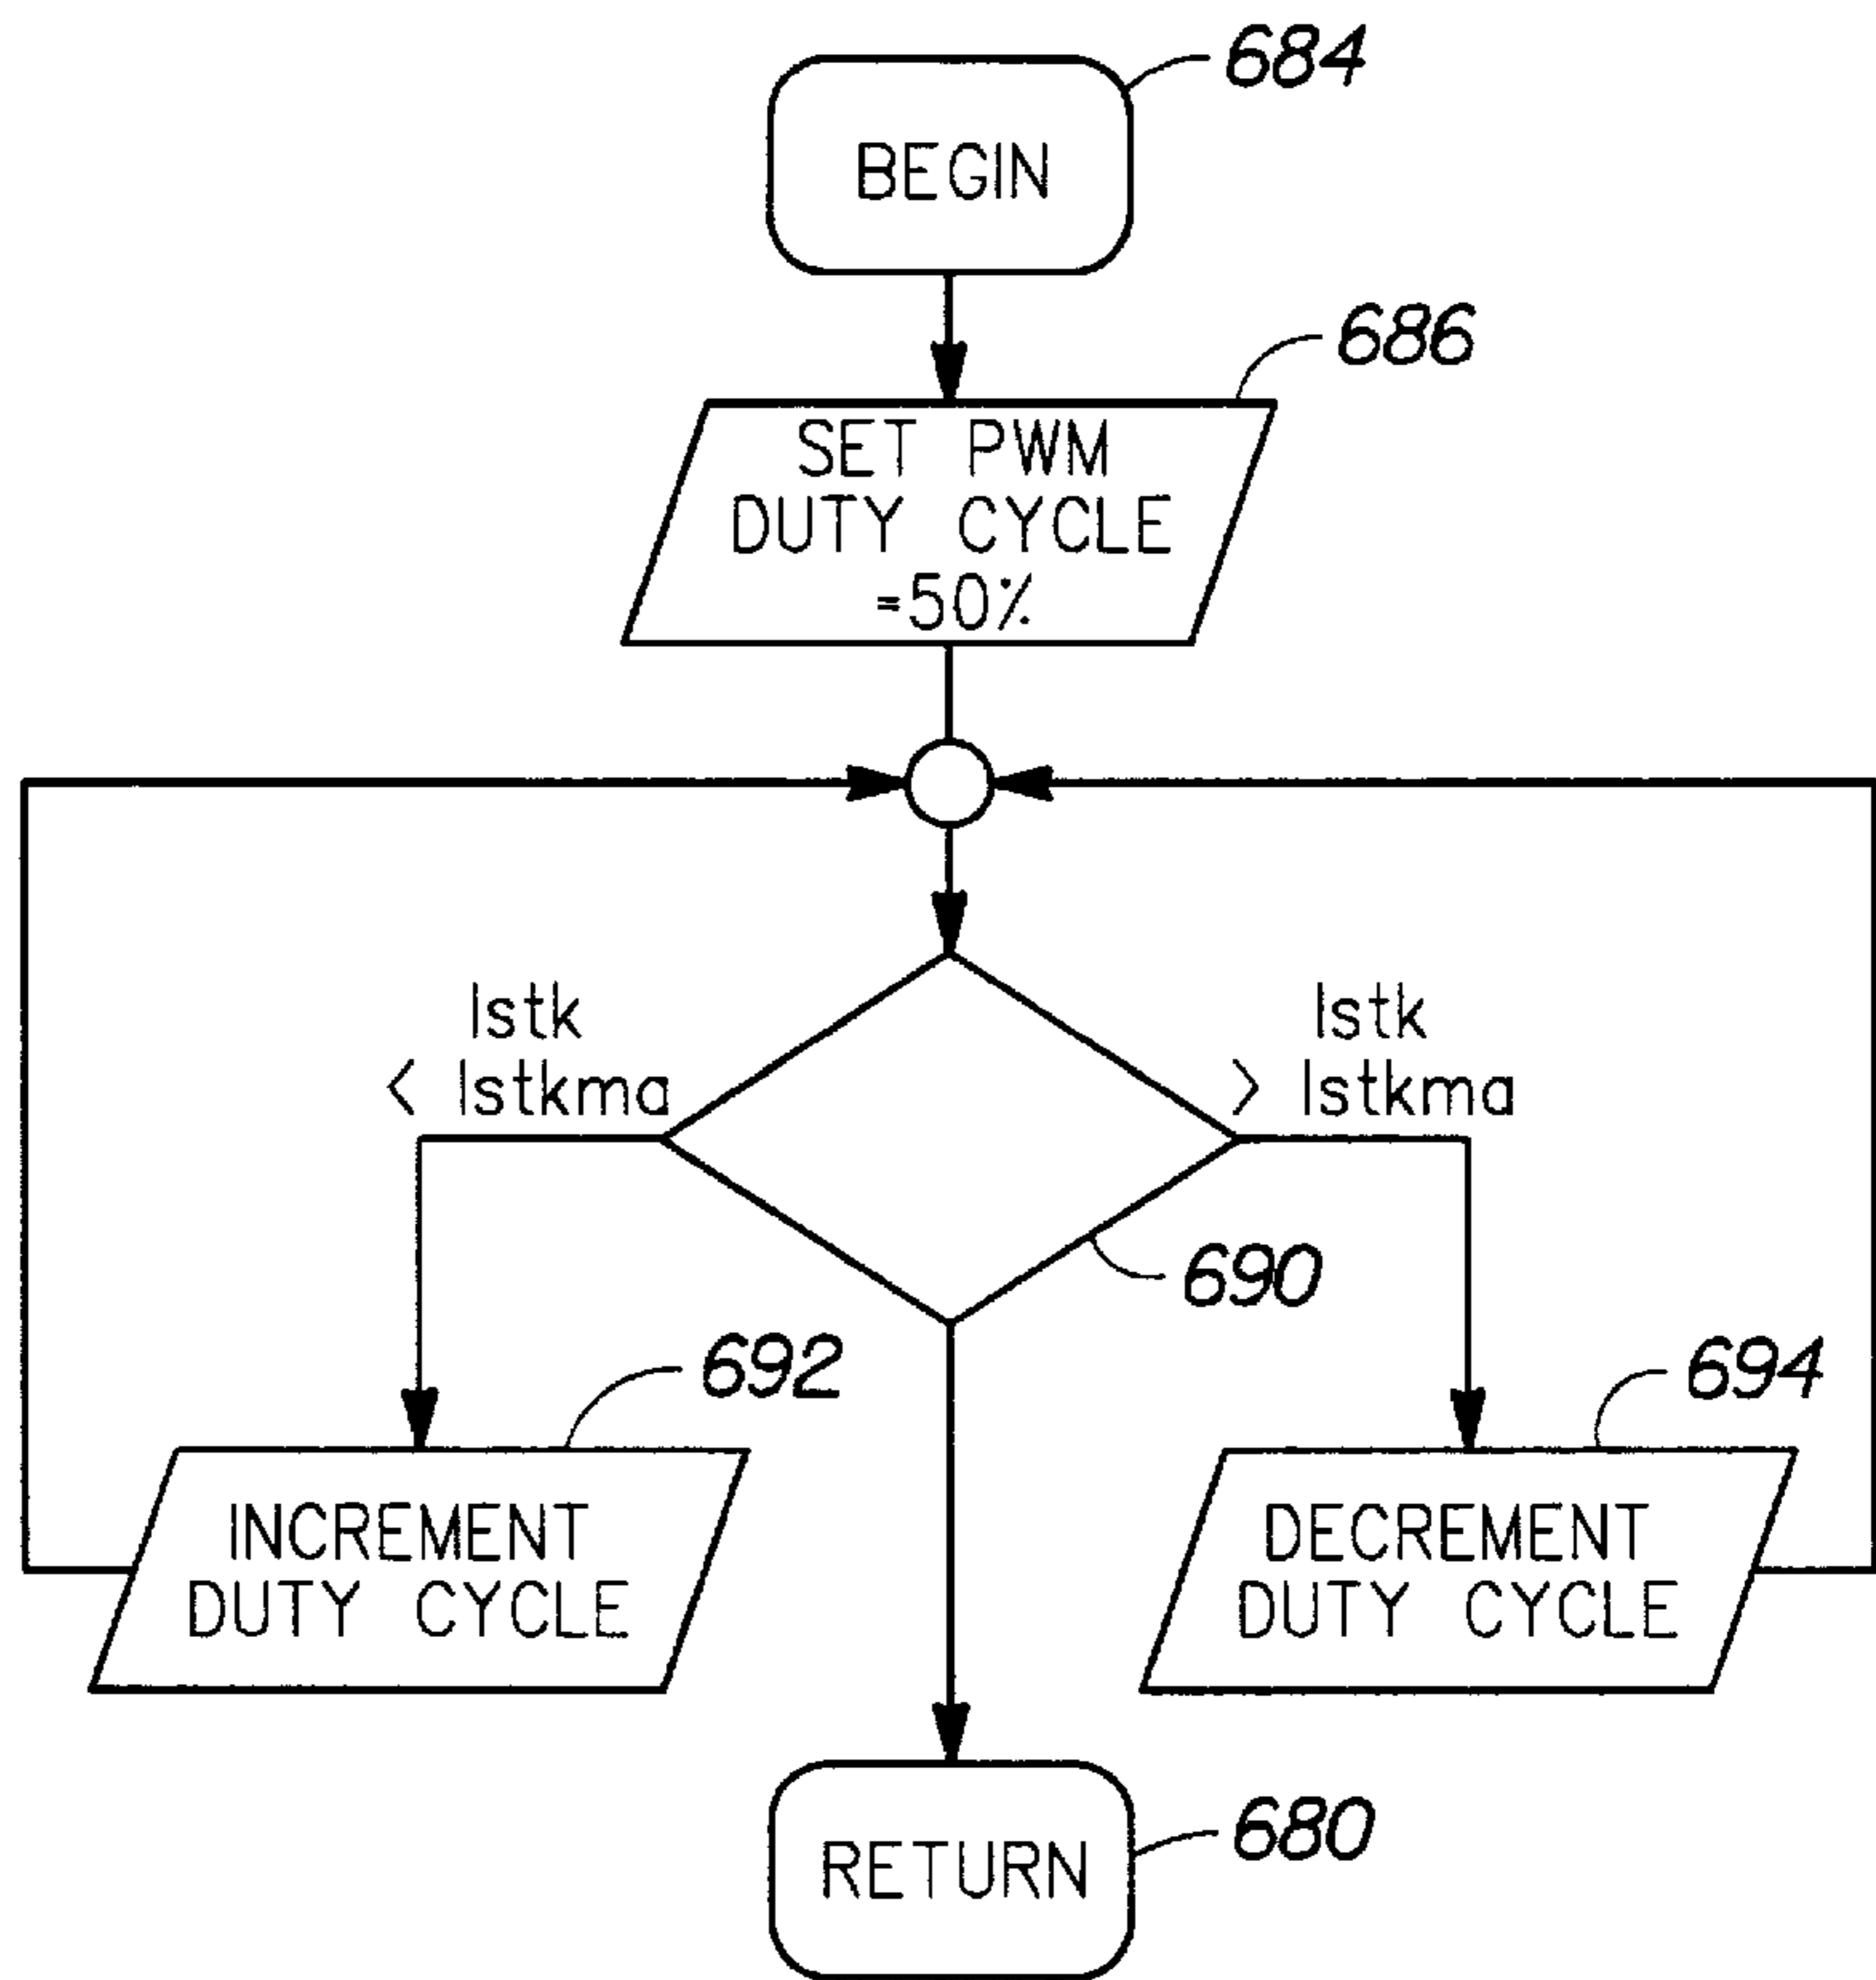 684
BEGIN
686
SET PWM
DUTY CYCLE
=50%
Istk
< Istkma
Istk
> Istkma
690
692
694
INCREMENT
DUTY CYCLE
DECREMENT
DUTY CYCLE
680
RETURN